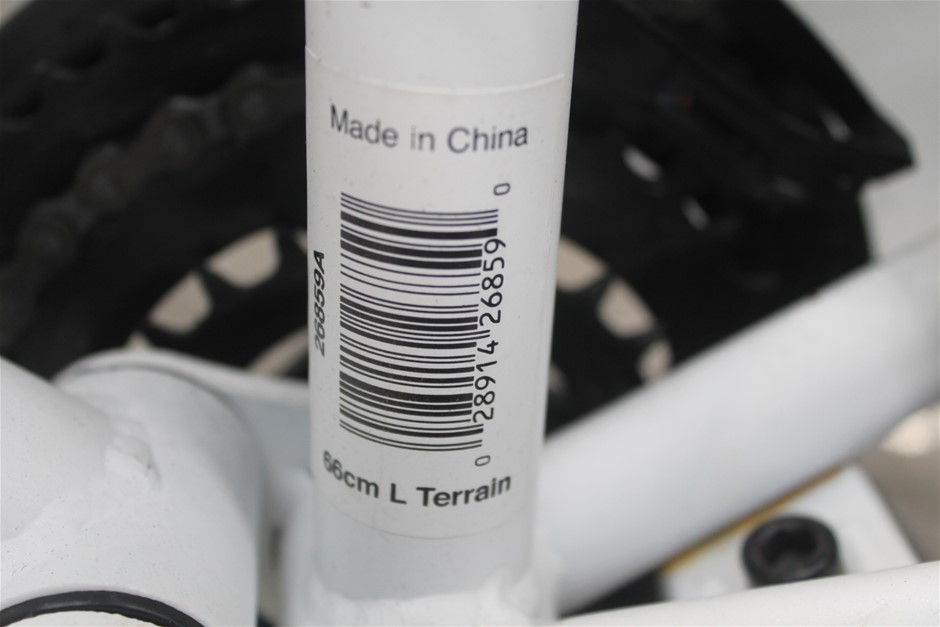 Made in China
26859A
0 28914 26859 0
66cm L Terrain